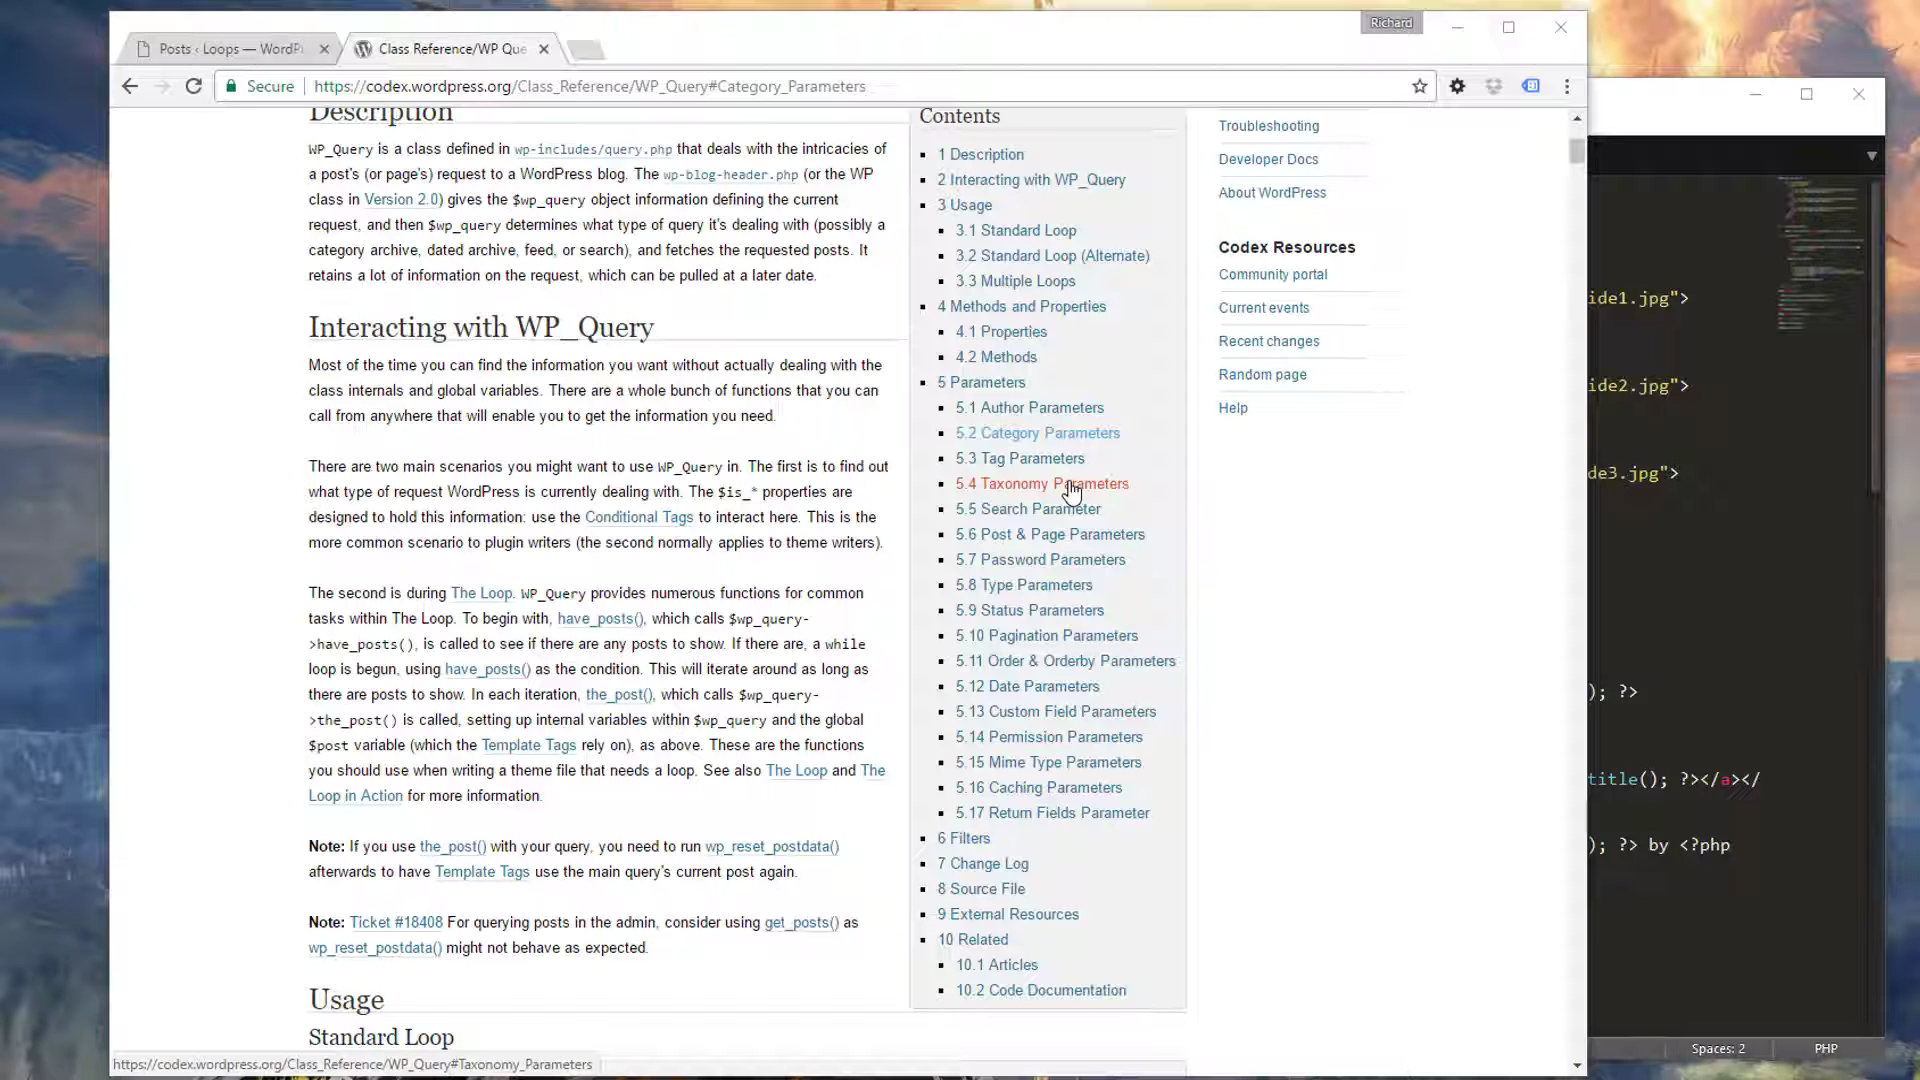 Richard
Posts ‹ Loops — WordP
Class Reference/WP Que
Secure
https://codex.wordpress.org/Class_Reference/WP_Query#Category_Parameters
Description
WP_Query is a class defined in wp-includes/query.php that deals with the intricacies of
a post's (or page's) request to a WordPress blog. The wp-blog-header.php (or the WP
class in Version 2.0) gives the $wp_query object information defining the current
request, and then $wp_query determines what type of query it's dealing with (possibly a
category archive, dated archive, feed, or search), and fetches the requested posts. It
retains a lot of information on the request, which can be pulled at a later date.
Interacting with WP_Query
Most of the time you can find the information you want without actually dealing with the
class internals and global variables. There are a whole bunch of functions that you can
call from anywhere that will enable you to get the information you need.
There are two main scenarios you might want to use WP_Query in. The first is to find out
what type of request WordPress is currently dealing with. The $is_* properties are
designed to hold this information: use the Conditional Tags to interact here. This is the
more common scenario to plugin writers (the second normally applies to theme writers).
The second is during The Loop. WP_Query provides numerous functions for common
tasks within The Loop. To begin with, have_posts(), which calls $wp_query-
>have_posts(), is called to see if there are any posts to show. If there are, a while
loop is begun, using have_posts() as the condition. This will iterate around as long as
there are posts to show. In each iteration, the_post(), which calls $wp_query-
>the_post() is called, setting up internal variables within $wp_query and the global
$post variable (which the Template Tags rely on), as above. These are the functions
you should use when writing a theme file that needs a loop. See also The Loop and The
Loop in Action for more information.
Note: If you use the_post() with your query, you need to run wp_reset_postdata()
afterwards to have Template Tags use the main query's current post again.
Note: Ticket #18408 For querying posts in the admin, consider using get_posts() as
wp_reset_postdata() might not behave as expected.
Usage
Standard Loop
Contents
1 Description
2 Interacting with WP_Query
3 Usage
3.1 Standard Loop
3.2 Standard Loop (Alternate)
3.3 Multiple Loops
4 Methods and Properties
4.1 Properties
4.2 Methods
5 Parameters
5.1 Author Parameters
5.2 Category Parameters
5.3 Tag Parameters
5.4 Taxonomy Parameters
5.5 Search Parameter
5.6 Post & Page Parameters
5.7 Password Parameters
5.8 Type Parameters
5.9 Status Parameters
5.10 Pagination Parameters
5.11 Order & Orderby Parameters
5.12 Date Parameters
5.13 Custom Field Parameters
5.14 Permission Parameters
5.15 Mime Type Parameters
5.16 Caching Parameters
5.17 Return Fields Parameter
6 Filters
7 Change Log
8 Source File
9 External Resources
10 Related
10.1 Articles
10.2 Code Documentation
Troubleshooting
Developer Docs
About WordPress
Codex Resources
Community portal
Current events
Recent changes
Random page
Help
ide1.jpg">
ide2.jpg">
ide3.jpg">
); ?>
title(); ?></a></
); ?> by <?php
Spaces: 2
PHP
https://codex.wordpress.org/Class_Reference/WP_Query#Taxonomy_Parameters